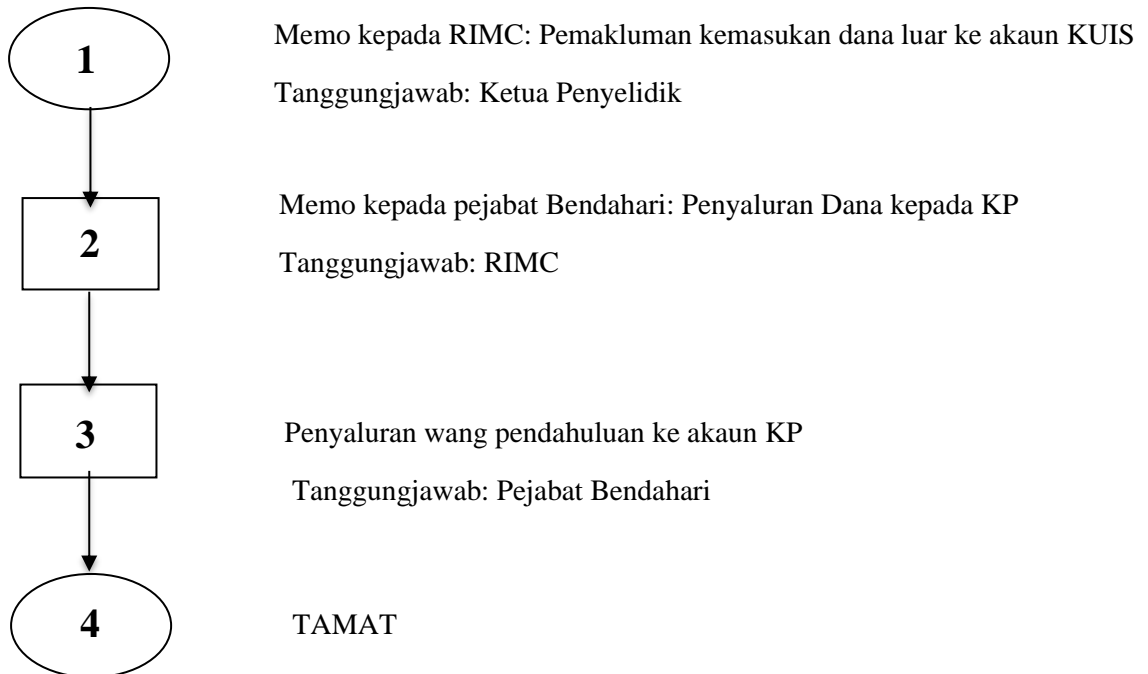 1
Memo kepada RIMC: Pemakluman kemasukan dana luar ke akaun KUIS
Tanggungjawab: Ketua Penyelidik
2
Memo kepada pejabat Bendahari: Penyaluran Dana kepada KP
Tanggungjawab: RIMC
3
Penyaluran wang pendahuluan ke akaun KP
Tanggungjawab: Pejabat Bendahari
4
TAMAT